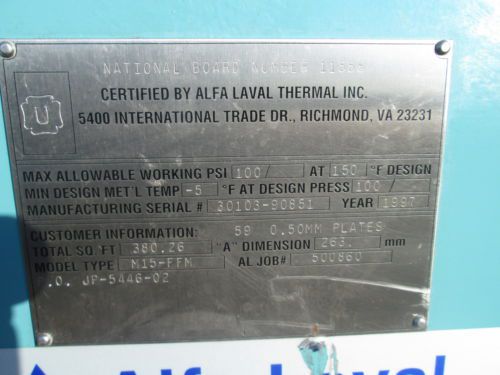 NATIONAL BOARD NUMBER
U
CERTIFIED BY ALFA LAVAL THERMAL INC.
5400 INTERNATIONAL TRADE DR., RICHMOND, VA 23231
MAX ALLOWABLE WORKING PSI 100/ AT 150 °F DESIGN
MIN DESIGN MET'L TEMP -5 °F AT DESIGN PRESS 100/
MANUFACTURING SERIAL # 30103-90851 YEAR 1997
CUSTOMER INFORMATION: 59 0.50MM PLATES
TOTAL SQ. FT 380.26 "A" DIMENSION 263. mm
MODEL TYPE M15-FFM AL JOB# 500860
.O. JP-5446-02
Alfa Laval